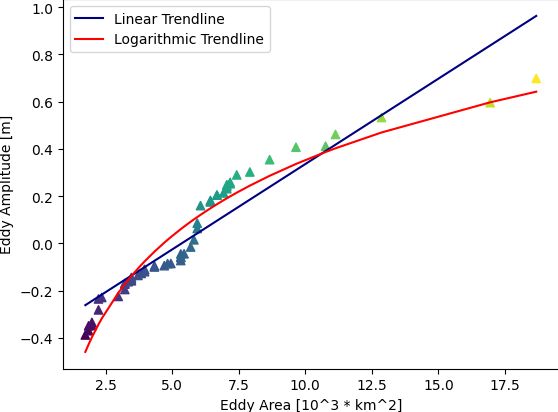 Linear Trendline
Logarithmic Trendline
1.0
0.8
0.6
0.4
0.2
0.0
−0.2
−0.4
Eddy Amplitude [m]
2.5 5.0 7.5 10.0 12.5 15.0 17.5
Eddy Area [10^3 * km^2]